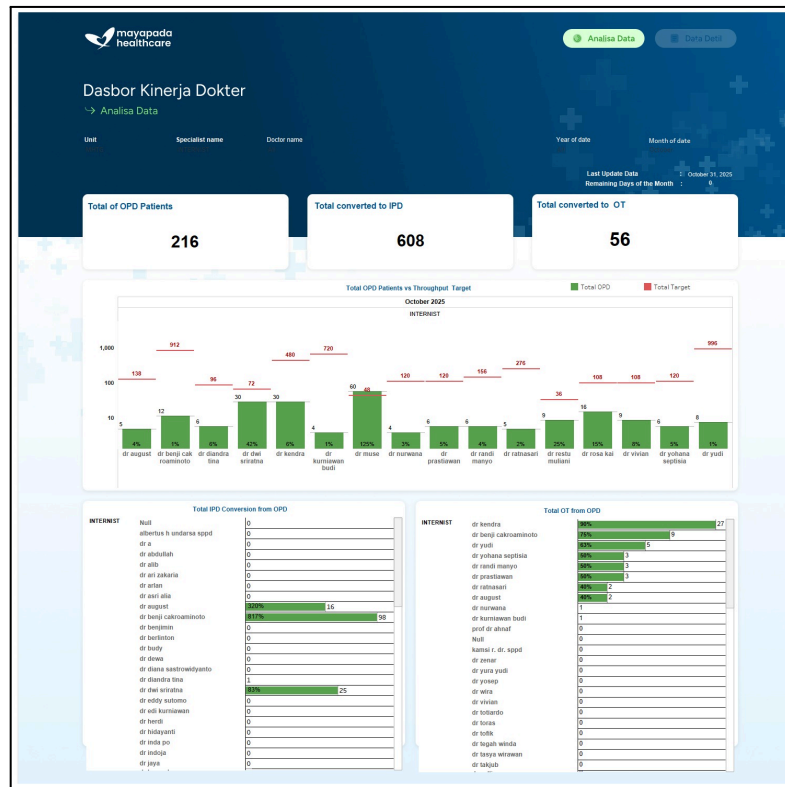 mayapada
healthcare
Analisa Data
Data Detil
Dasbor Kinerja Dokter
Analisa Data
Unit Specialist name Doctor name Year of date Month of date
Last Update Data : October 31, 2025
Remaining Days of the Month : 0
Total of OPD Patients
216
Total converted to IPD
608
Total converted to OT
56
Total OPD Patients vs Throughput Target
Total OPD Total Target
October 2025
INTERNIST
1,000
100
10
138 912 96 72 480 720 48 120 120 156 276 36 108 108 120 996
5 12 6 30 30 4 60 4 6 6 5 9 16 9 6 8
4% 1% 6% 42% 6% 1% 125% 3% 5% 4% 2% 25% 15% 8% 5% 1%
dr august
dr benji cak
roaminoto
dr diandra
tina
dr dwi
sriratna
dr kendra
dr
kurniawan
budi
dr muse
dr nurwana
dr
prastiawan
dr randi
manyo
dr ratnasari
dr restu
muliani
dr rosa kai
dr vivian
dr yohana
septisia
dr yudi
Total IPD Conversion from OPD
INTERNIST
Null 0
albertus h undarsa sppd 0
dr a 0
dr abdullah 0
dr alib 0
dr ari zakaria 0
dr arlan 0
dr asri alia 0
dr august 320% 16
dr benji cakroaminoto 817% 98
dr benjimin 0
dr berlinton 0
dr budy 0
dr dewa 0
dr diana sastrowidyanto 0
dr diandra tina 1
dr dwi sriratna 83% 25
dr eddy sutomo 0
dr edi kurniawan 0
dr herdi 0
dr hidayanti 0
dr inda po 0
dr indoja 0
dr jaya 0
Total OT from OPD
INTERNIST
dr kendra 90% 27
dr benji cakroaminoto 75% 9
dr yudi 63% 5
dr yohana septisia 50% 3
dr randi manyo 50% 3
dr prastiawan 50% 3
dr ratnasari 40% 2
dr august 40% 2
dr nurwana 1
dr kurniawan budi 1
prof dr ahnaf 0
Null 0
kamsi r. dr. sppd 0
dr zenar 0
dr yura yudi 0
dr yosep 0
dr wira 0
dr vivian 0
dr totiardo 0
dr toras 0
dr tofik 0
dr tegah winda 0
dr tasya wirawan 0
dr takjub 0